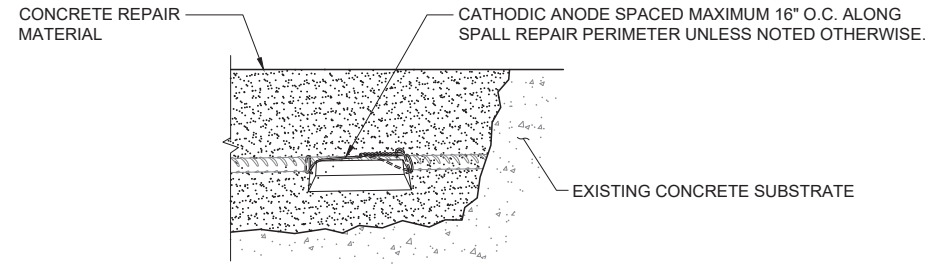 CONCRETE REPAIR
MATERIAL
CATHODIC ANODE SPACED MAXIMUM 16" O.C. ALONG
SPALL REPAIR PERIMETER UNLESS NOTED OTHERWISE.
EXISTING CONCRETE SUBSTRATE